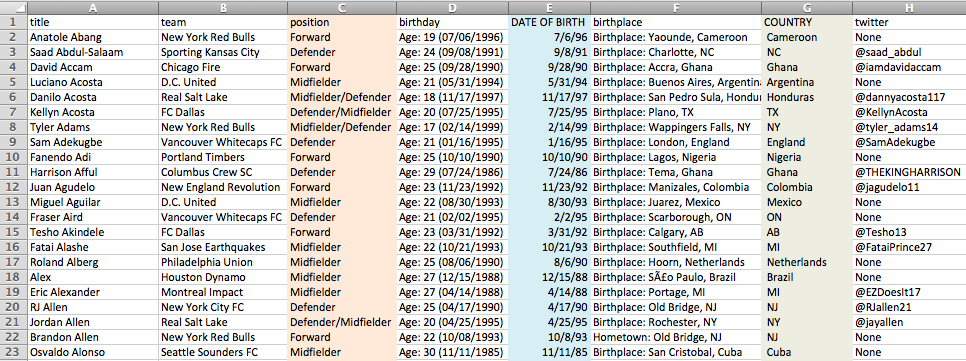 A B C D E F G H
1 title team position birthday DATE OF BIRTH birthplace COUNTRY twitter
2 Anatole Abang New York Red Bulls Forward Age: 19 (07/06/1996) 7/6/96 Birthplace: Yaounde, Cameroon Cameroon None
3 Saad Abdul-Salaam Sporting Kansas City Defender Age: 24 (09/08/1991) 9/8/91 Birthplace: Charlotte, NC NC @saad_abdul
4 David Accam Chicago Fire Forward Age: 25 (09/28/1990) 9/28/90 Birthplace: Accra, Ghana Ghana @iamdavidaccam
5 Luciano Acosta D.C. United Midfielder Age: 21 (05/31/1994) 5/31/94 Birthplace: Buenos Aires, Argentin Argentina None
6 Danilo Acosta Real Salt Lake Midfielder/Defender Age: 18 (11/17/1997) 11/17/97 Birthplace: San Pedro Sula, Hondu Honduras @dannyacosta117
7 Kellyn Acosta FC Dallas Defender/Midfielder Age: 20 (07/25/1995) 7/25/95 Birthplace: Plano, TX TX @KellynAcosta
8 Tyler Adams New York Red Bulls Midfielder/Defender Age: 17 (02/14/1999) 2/14/99 Birthplace: Wappingers Falls, NY NY @tyler_adams14
9 Sam Adekugbe Vancouver Whitecaps FC Defender Age: 21 (01/16/1995) 1/16/95 Birthplace: London, England England @SamAdekugbe
10 Fanendo Adi Portland Timbers Forward Age: 25 (10/10/1990) 10/10/90 Birthplace: Lagos, Nigeria Nigeria None
11 Harrison Afful Columbus Crew SC Defender Age: 29 (07/24/1986) 7/24/86 Birthplace: Tema, Ghana Ghana @THEKINGHARRISON
12 Juan Agudelo New England Revolution Forward Age: 23 (11/23/1992) 11/23/92 Birthplace: Manizales, Colombia Colombia @jagudelo11
13 Miguel Aguilar D.C. United Midfielder Age: 22 (08/30/1993) 8/30/93 Birthplace: Juarez, Mexico Mexico None
14 Fraser Aird Vancouver Whitecaps FC Defender Age: 21 (02/02/1995) 2/2/95 Birthplace: Scarborough, ON ON None
15 Tesho Akindele FC Dallas Forward Age: 23 (03/31/1992) 3/31/92 Birthplace: Calgary, AB AB @Tesho13
16 Fatai Alashe San Jose Earthquakes Midfielder Age: 22 (10/21/1993) 10/21/93 Birthplace: Southfield, MI MI @FataiPrince27
17 Roland Alberg Philadelphia Union Midfielder Age: 25 (08/06/1990) 8/6/90 Birthplace: Hoorn, Netherlands Netherlands None
18 Alex Houston Dynamo Midfielder Age: 27 (12/15/1988) 12/15/88 Birthplace: SÃ£o Paulo, Brazil Brazil None
19 Eric Alexander Montreal Impact Midfielder Age: 27 (04/14/1988) 4/14/88 Birthplace: Portage, MI MI @EZDoesIt17
20 RJ Allen New York City FC Defender Age: 25 (04/17/1990) 4/17/90 Birthplace: Old Bridge, NJ NJ @RJallen21
21 Jordan Allen Real Salt Lake Defender/Midfielder Age: 20 (04/25/1995) 4/25/95 Birthplace: Rochester, NY NY @jayallen
22 Brandon Allen New York Red Bulls Forward Age: 22 (10/08/1993) 10/8/93 Hometown: Old Bridge, NJ NJ None
23 Osvaldo Alonso Seattle Sounders FC Midfielder Age: 30 (11/11/1985) 11/11/85 Birthplace: San Cristobal, Cuba Cuba None